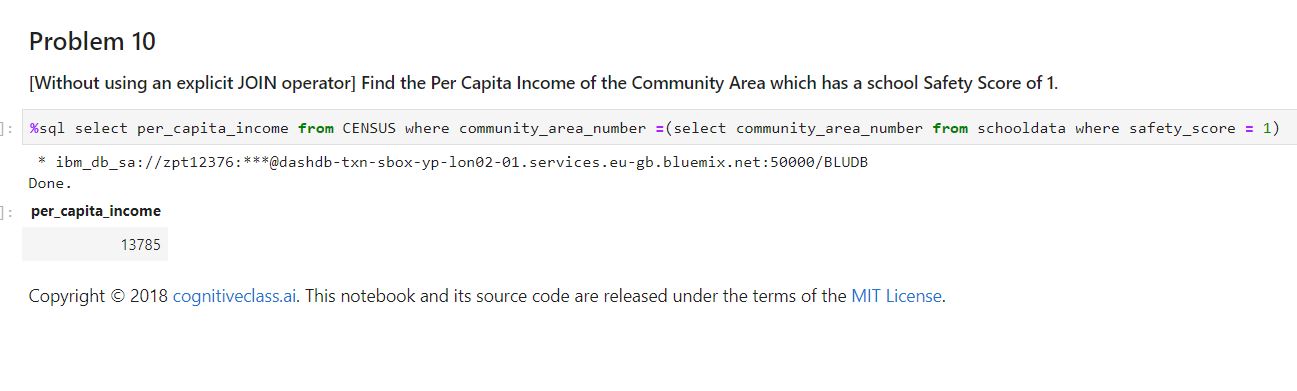 Problem 10
[Without using an explicit JOIN operator] Find the Per Capita Income of the Community Area which has a school Safety Score of 1.
]: %sql select per_capita_income from CENSUS where community_area_number =(select community_area_number from schooldata where safety_score = 1)
* ibm_db_sa://zpt12376:***@dashdb-txn-sbox-yp-lon02-01.services.eu-gb.bluemix.net:50000/BLUDB
Done.
]: per_capita_income
13785
Copyright © 2018 cognitiveclass.ai. This notebook and its source code are released under the terms of the MIT License.